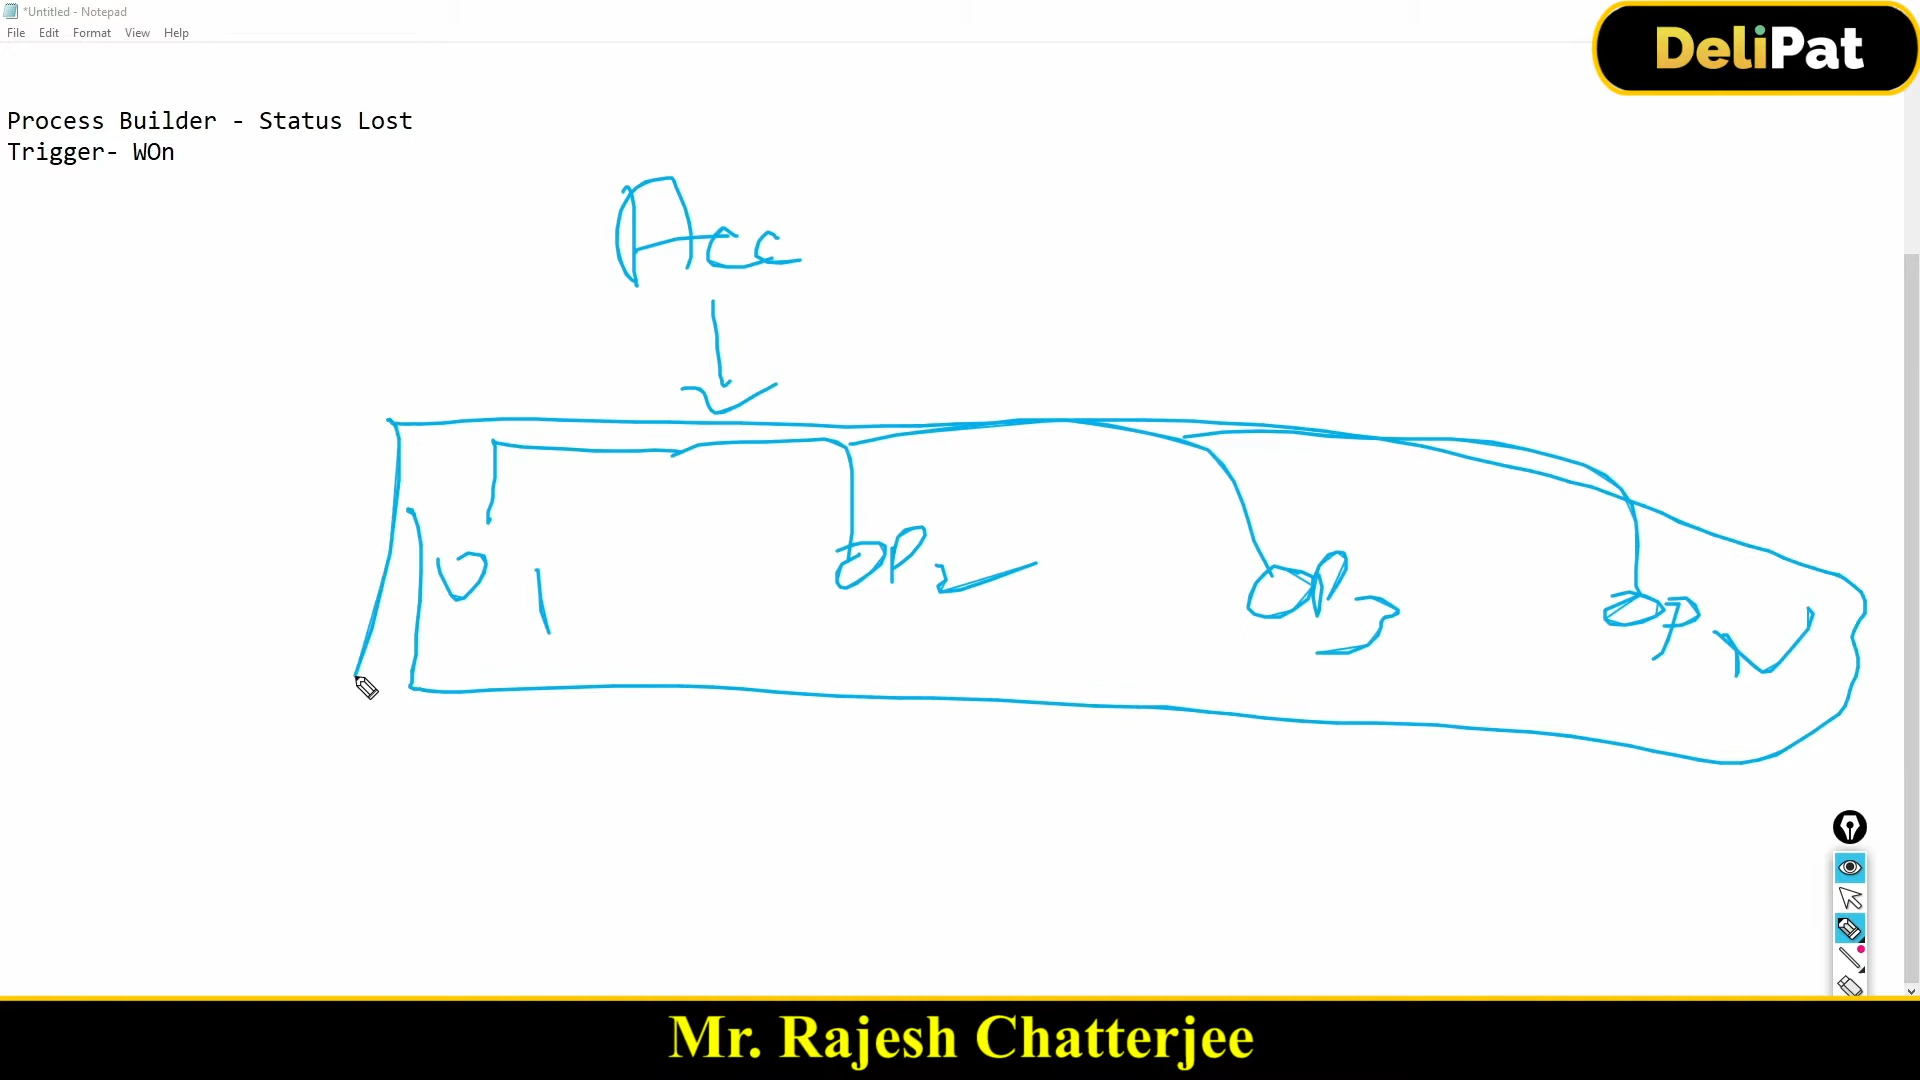 *Untitled - Notepad
File Edit Format View Help
DeliPat
Process Builder - Status Lost
Trigger- WOn
Acc
O1 OP2 OP3 OPN
Mr. Rajesh Chatterjee